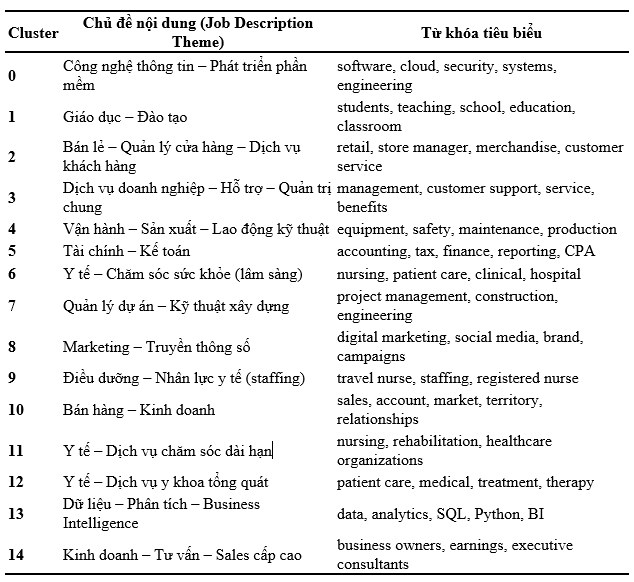 Cluster Chủ đề nội dung (Job Description Theme) Từ khóa tiêu biểu
0 Công nghệ thông tin – Phát triển phần mềm software, cloud, security, systems, engineering
1 Giáo dục – Đào tạo students, teaching, school, education, classroom
2 Bán lẻ – Quản lý cửa hàng – Dịch vụ khách hàng retail, store manager, merchandise, customer service
3 Dịch vụ doanh nghiệp – Hỗ trợ – Quản trị chung management, customer support, service, benefits
4 Vận hành – Sản xuất – Lao động kỹ thuật equipment, safety, maintenance, production
5 Tài chính – Kế toán accounting, tax, finance, reporting, CPA
6 Y tế – Chăm sóc sức khỏe (lâm sàng) nursing, patient care, clinical, hospital
7 Quản lý dự án – Kỹ thuật xây dựng project management, construction, engineering
8 Marketing – Truyền thông số digital marketing, social media, brand, campaigns
9 Điều dưỡng – Nhân lực y tế (staffing) travel nurse, staffing, registered nurse
10 Bán hàng – Kinh doanh sales, account, market, territory, relationships
11 Y tế – Dịch vụ chăm sóc dài hạn nursing, rehabilitation, healthcare organizations
12 Y tế – Dịch vụ y khoa tổng quát patient care, medical, treatment, therapy
13 Dữ liệu – Phân tích – Business Intelligence data, analytics, SQL, Python, BI
14 Kinh doanh – Tư vấn – Sales cấp cao business owners, earnings, executive consultants